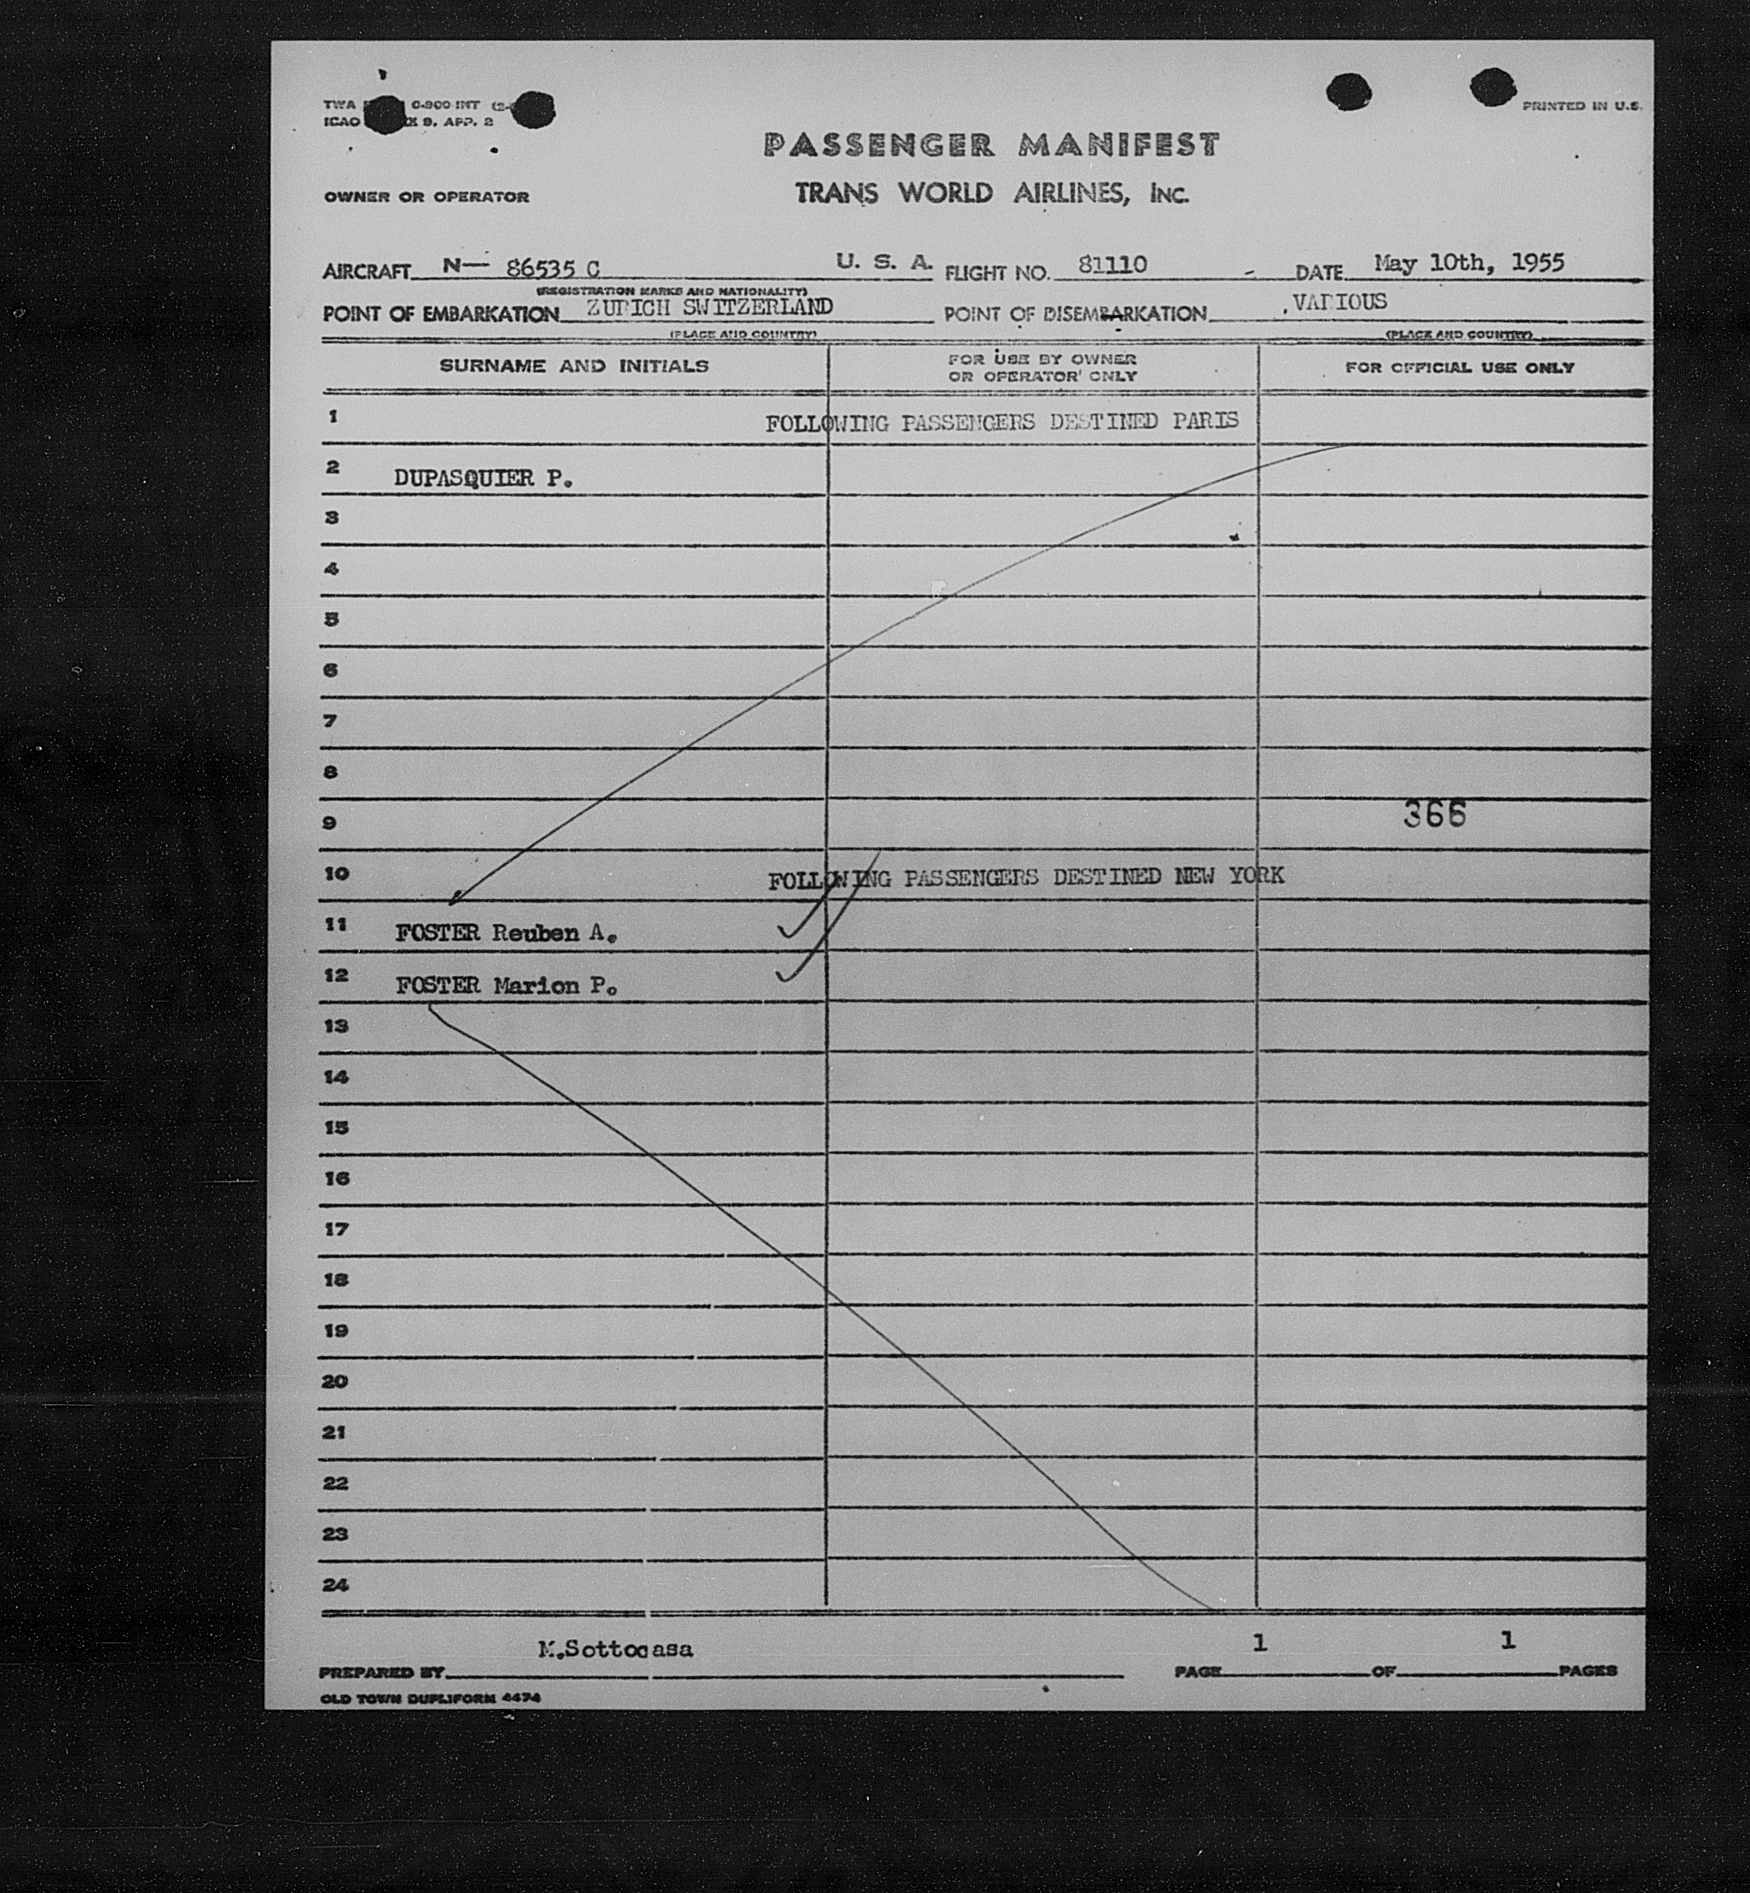 TWA C-900 INT
ICAO X 9, APP. 2
PRINTED IN U.S.
PASSENGER MANIFEST
OWNER OR OPERATOR TRANS WORLD AIRLINES, INC.
AIRCRAFT N— 86535 C U. S. A. FLIGHT NO. 81110 - DATE May 10th, 1955
(REGISTRATION MARKS AND NATIONALITY)
POINT OF EMBARKATION ZURICH SWITZERLAND POINT OF DISEMBARKATION VARIOUS
(PLACE AND COUNTRY) (PLACE AND COUNTRY)
SURNAME AND INITIALS FOR USE BY OWNER OR OPERATOR ONLY FOR OFFICIAL USE ONLY
1 FOLLOWING PASSENGERS DESTINED PARIS
2 DUPASQUIER P.
3
4
5
6
7
8
9 366
10 FOLLOWING PASSENGERS DESTINED NEW YORK
11 FOSTER Reuben A.
12 FOSTER Marion P.
13
14
15
16
17
18
19
20
21
22
23
24
PREPARED BY M.Sottocasa PAGE 1 OF 1 PAGES
OLD TOWN DUPLIFORM 4474